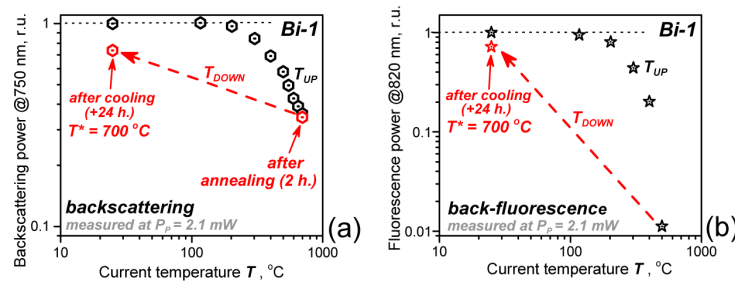 Backscattering power @750 nm, r.u.
1
0.1
Bi-1
T_UP
T_DOWN
after cooling
(+24 h.)
T* = 700 °C
after
annealing (2 h.)
backscattering
measured at P_P = 2.1 mW
(a)
10
100
1000
Current temperature T , °C
Fluorescence power @820 nm, r.u.
1
0.1
0.01
Bi-1
T_UP
T_DOWN
after cooling
(+24 h.)
T* = 700 °C
back-fluorescence
measured at P_P = 2.1 mW
(b)
10
100
1000
Current temperature T , °C